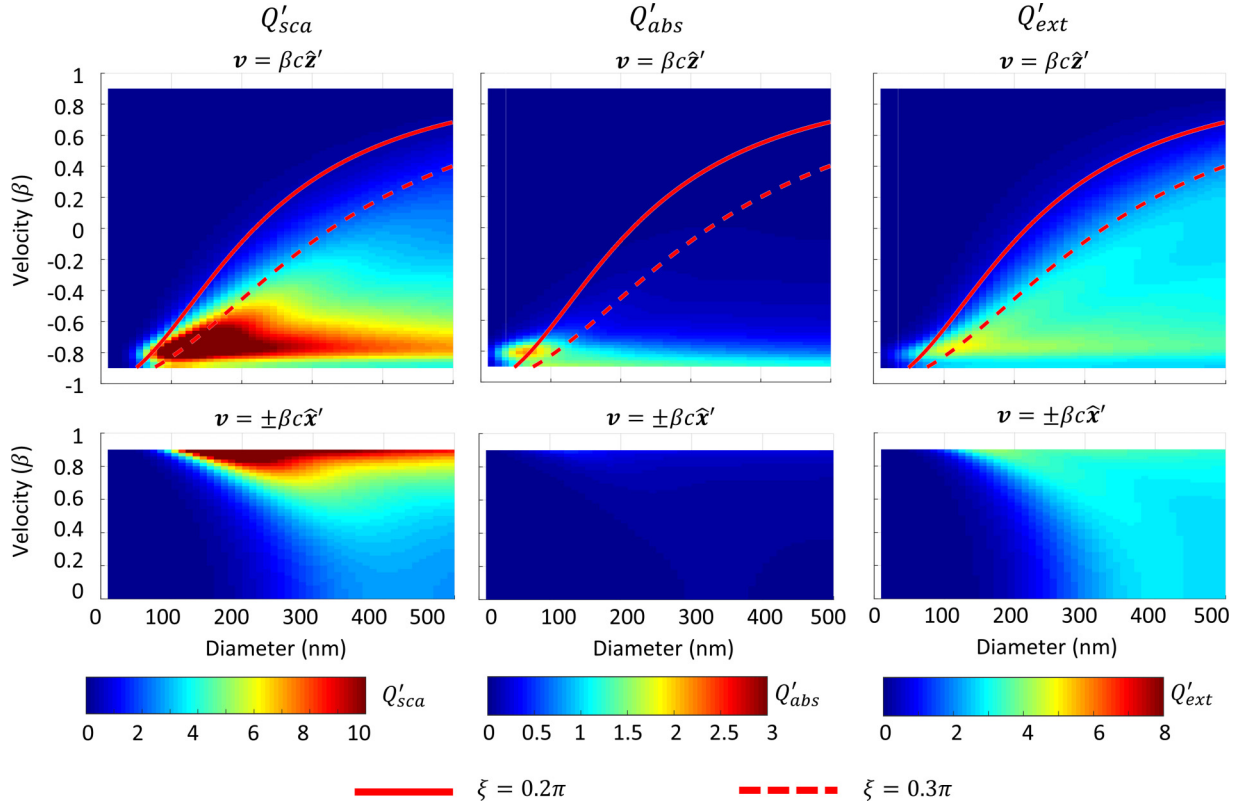 Q′sca Q′abs Q′ext
v = βcẑ′ v = βcẑ′ v = βcẑ′
Velocity (β)
1
0.8
0.6
0.4
0.2
0
-0.2
-0.4
-0.6
-0.8
-1
v = ±βcx̂′ v = ±βcx̂′ v = ±βcx̂′
Velocity (β)
1
0.8
0.6
0.4
0.2
0
0 100 200 300 400 500 0 100 200 300 400 500 0 100 200 300 400 500
Diameter (nm) Diameter (nm) Diameter (nm)
Q′sca Q′abs Q′ext
0 2 4 6 8 10 0 0.5 1 1.5 2 2.5 3 0 2 4 6 8
ξ = 0.2π ξ = 0.3π